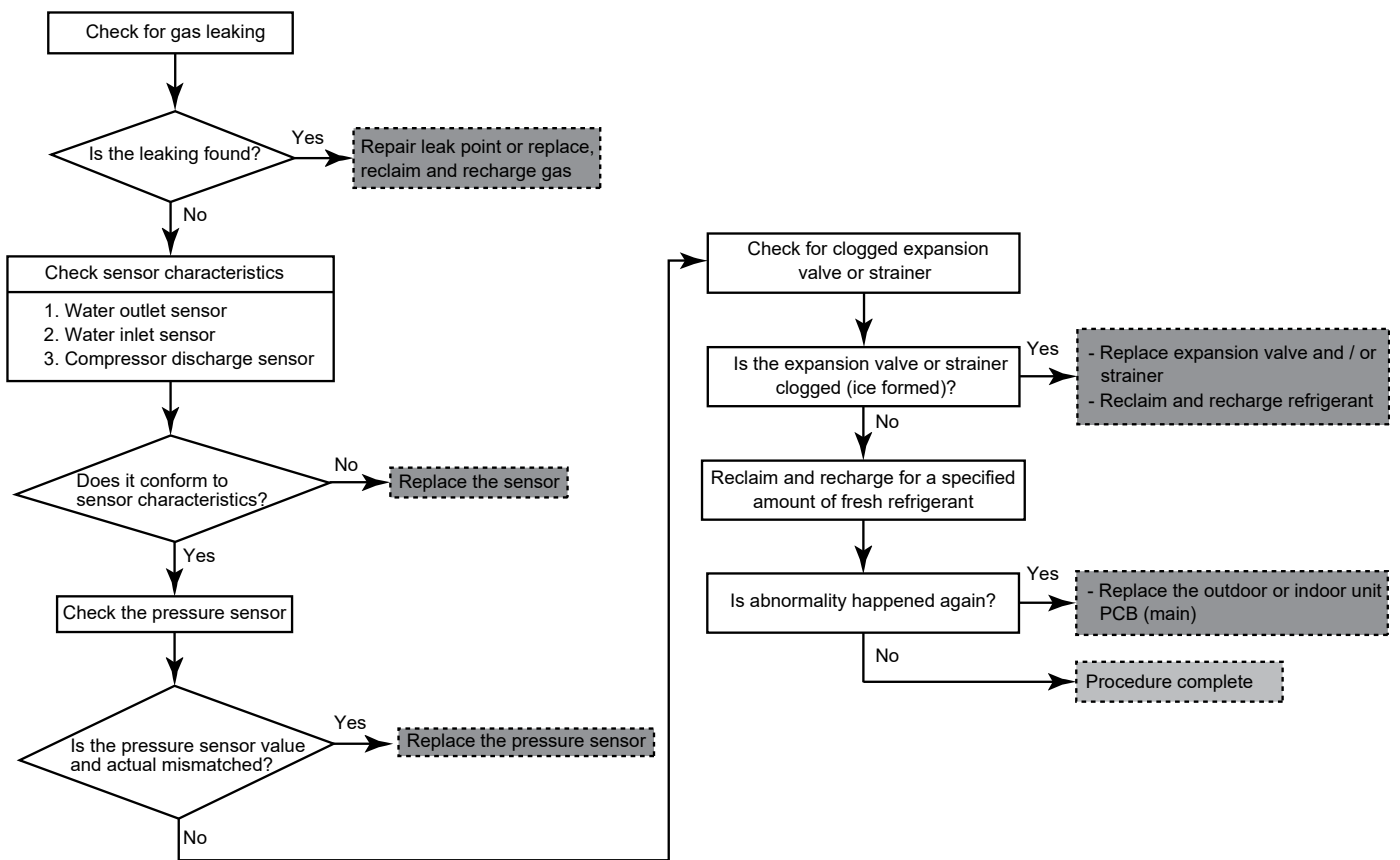 Check for gas leaking
Is the leaking found?
Yes
Repair leak point or replace,
reclaim and recharge gas
No
Check sensor characteristics
1. Water outlet sensor
2. Water inlet sensor
3. Compressor discharge sensor
Does it conform to
sensor characteristics?
No
Replace the sensor
Yes
Check the pressure sensor
Is the pressure sensor value
and actual mismatched?
Yes
Replace the pressure sensor
No
Check for clogged expansion
valve or strainer
Is the expansion valve or strainer
clogged (ice formed)?
Yes
- Replace expansion valve and / or
strainer
- Reclaim and recharge refrigerant
No
Reclaim and recharge for a specified
amount of fresh refrigerant
Is abnormality happened again?
Yes
- Replace the outdoor or indoor unit
PCB (main)
No
Procedure complete